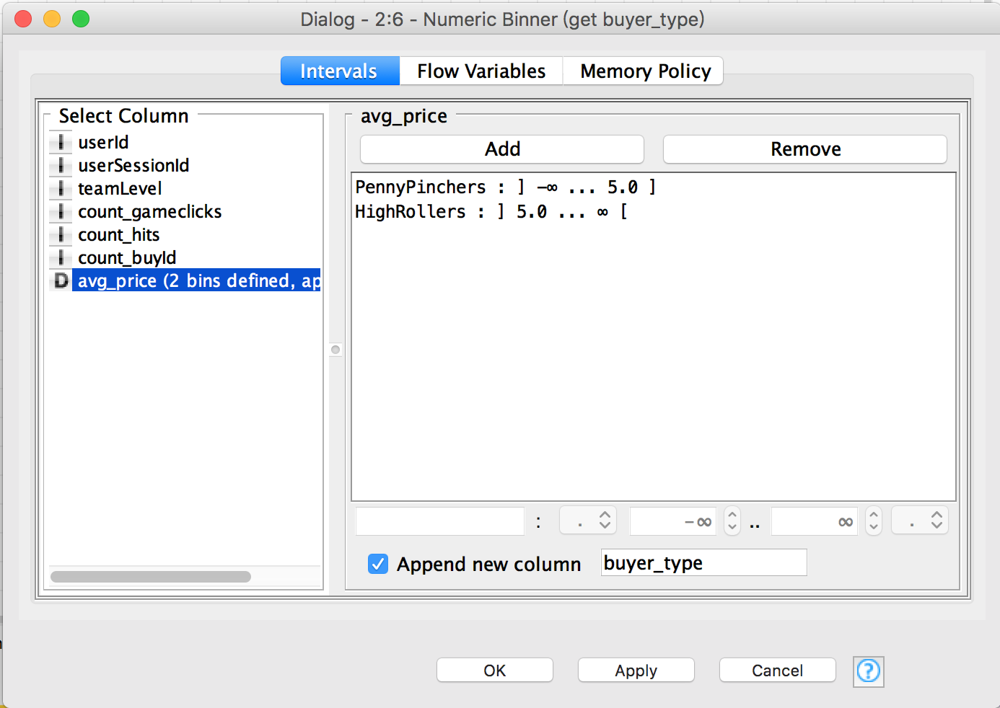 Dialog - 2:6 - Numeric Binner (get buyer_type)
Intervals Flow Variables Memory Policy
Select Column
I userId
I userSessionId
I teamLevel
I count_gameclicks
I count_hits
I count_buyId
D avg_price (2 bins defined, ap
avg_price
Add Remove
PennyPinchers : ] -∞ ... 5.0 ]
HighRollers : ] 5.0 ... ∞ [
: . -∞ .. ∞ .
Append new column buyer_type
OK Apply Cancel ?